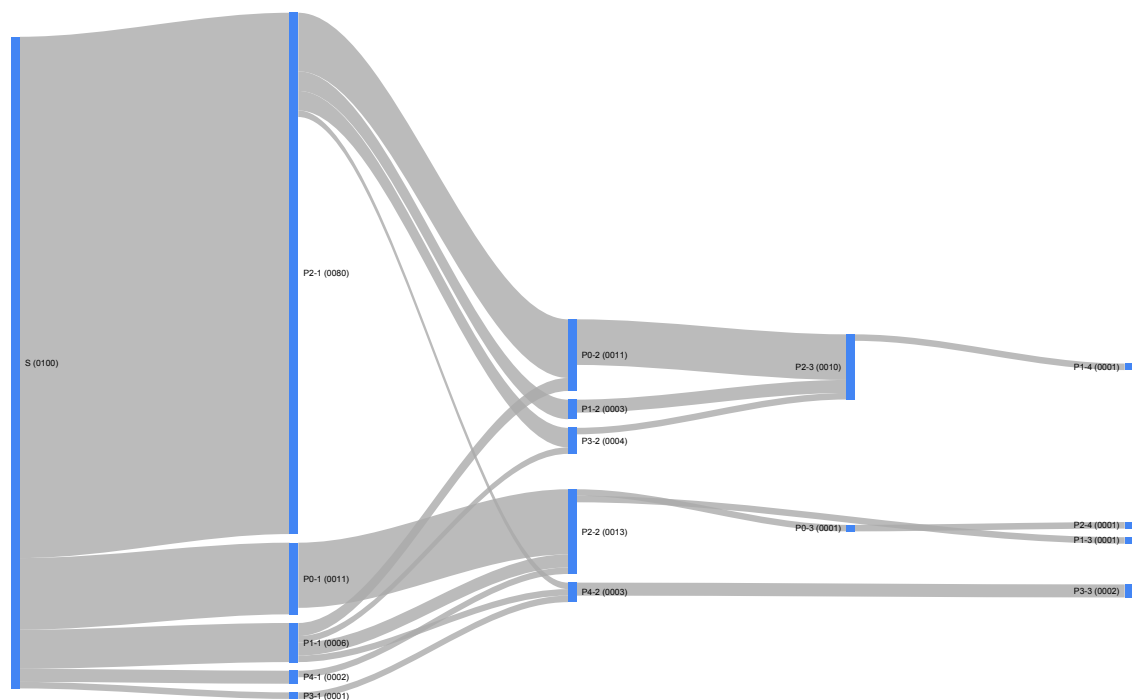 S (0100)
P2-1 (0080)
P0-1 (0011)
P1-1 (0006)
P4-1 (0002)
P3-1 (0001)
P0-2 (0011)
P1-2 (0003)
P3-2 (0004)
P2-2 (0013)
P4-2 (0003)
P2-3 (0010)
P0-3 (0001)
P1-4 (0001)
P2-4 (0001)
P1-3 (0001)
P3-3 (0002)